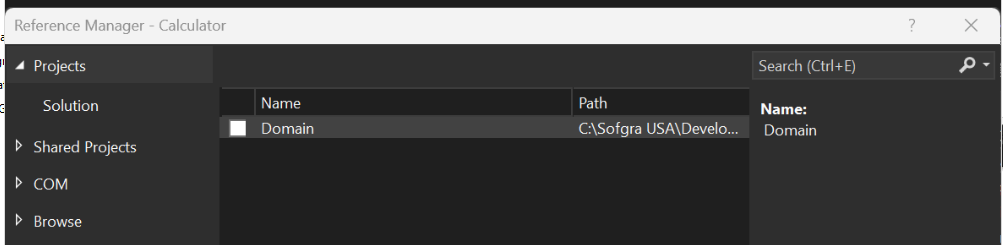 Reference Manager - Calculator ?
Projects
Search (Ctrl+E)
Solution
Name Path
Name:
Domain C:\Sofgra USA\Develo...
Domain
Shared Projects
COM
Browse